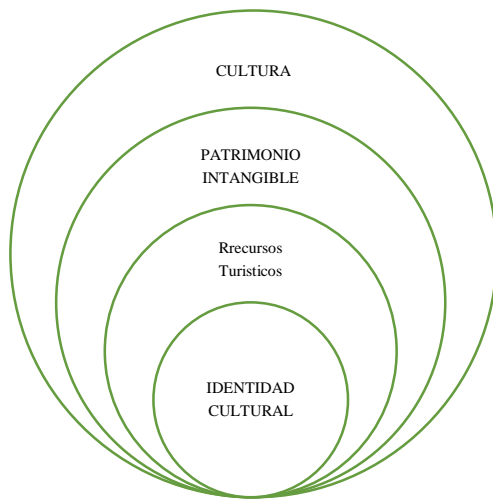 CULTURA
PATRIMONIO
INTANGIBLE
Rrecursos
Turisticos
IDENTIDAD
CULTURAL